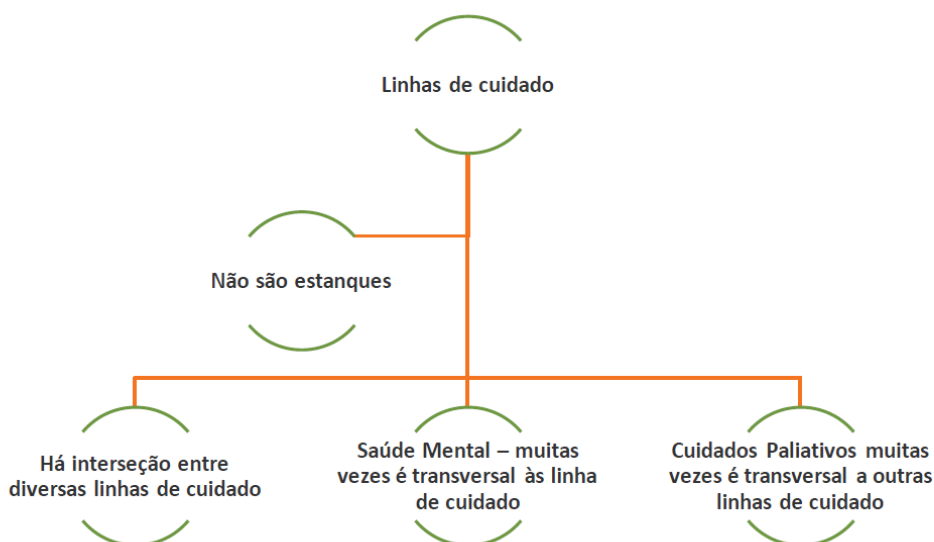 Linhas de cuidado
Não são estanques
Há interseção entre
diversas linhas de cuidado
Saúde Mental – muitas
vezes é transversal às linha
de cuidado
Cuidados Paliativos muitas
vezes é transversal a outras
linhas de cuidado